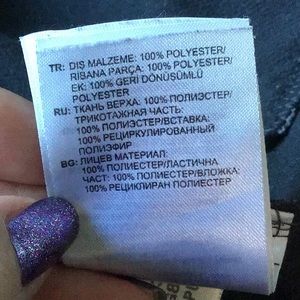 TR: DIŞ MALZEME: 100% POLYESTER/
RİBANA PARÇA: 100% POLYESTER/
EK: 100% GERİ DÖNÜSÜMLÜ
POLYESTER
RU: ТКАНЬ ВЕРХА: 100% ПОЛИЭСТЕР/
ТРИКОТАЖНАЯ ЧАСТЬ:
100% ПОЛИЭСТЕР/ВСТАВКА:
100% РЕЦИРКУЛИРОВАННЫЙ
ПОЛИЭФИР
BG: ЛИЦЕВ МАТЕРИАЛ:
100% ПОЛИЕСТЕР/ЛАСТИЧНА
ЧАСТ: 100% ПОЛИЕСТЕР/ВЛОЖКА:
100% РЕЦИКЛИРАН ПОЛИЕСТЕР